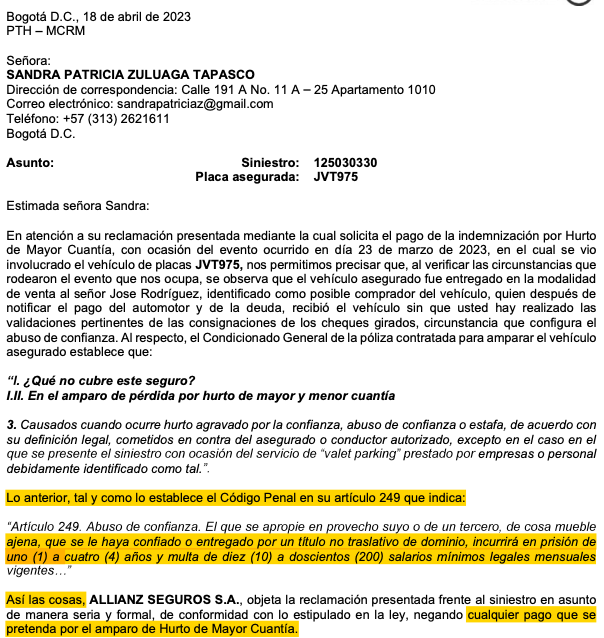 Bogotá D.C., 18 de abril de 2023
PTH – MCRM
Señora:
SANDRA PATRICIA ZULUAGA TAPASCO
Dirección de correspondencia: Calle 191 A No. 11 A – 25 Apartamento 1010
Correo electrónico: sandrapatriciaz@gmail.com
Teléfono: +57 (313) 2621611
Bogotá D.C.
Asunto: Siniestro: 125030330
Placa asegurada: JVT975
Estimada señora Sandra:
En atención a su reclamación presentada mediante la cual solicita el pago de la indemnización por Hurto
de Mayor Cuantía, con ocasión del evento ocurrido en día 23 de marzo de 2023, en el cual se vio
involucrado el vehículo de placas JVT975, nos permitimos precisar que, al verificar las circunstancias que
rodearon el evento que nos ocupa, se observa que el vehículo asegurado fue entregado en la modalidad
de venta al señor Jose Rodríguez, identificado como posible comprador del vehículo, quien después de
notificar el pago del automotor y de la deuda, recibió el vehículo sin que usted hay realizado las
validaciones pertinentes de las consignaciones de los cheques girados, circunstancia que configura el
abuso de confianza. Al respecto, el Condicionado General de la póliza contratada para amparar el vehículo
asegurado establece que:
“I. ¿Qué no cubre este seguro?
I.II. En el amparo de pérdida por hurto de mayor y menor cuantía
3. Causados cuando ocurre hurto agravado por la confianza, abuso de confianza o estafa, de acuerdo con
su definición legal, cometidos en contra del asegurado o conductor autorizado, excepto en el caso en el
que se presente el siniestro con ocasión del servicio de “valet parking” prestado por empresas o personal
debidamente identificado como tal.”.
Lo anterior, tal y como lo establece el Código Penal en su artículo 249 que indica:
“Artículo 249. Abuso de confianza. El que se apropie en provecho suyo o de un tercero, de cosa mueble
ajena, que se le haya confiado o entregado por un título no traslativo de dominio, incurrirá en prisión de
uno (1) a cuatro (4) años y multa de diez (10) a doscientos (200) salarios mínimos legales mensuales
vigentes…”
Así las cosas, ALLIANZ SEGUROS S.A., objeta la reclamación presentada frente al siniestro en asunto
de manera seria y formal, de conformidad con lo estipulado en la ley, negando cualquier pago que se
pretenda por el amparo de Hurto de Mayor Cuantía.